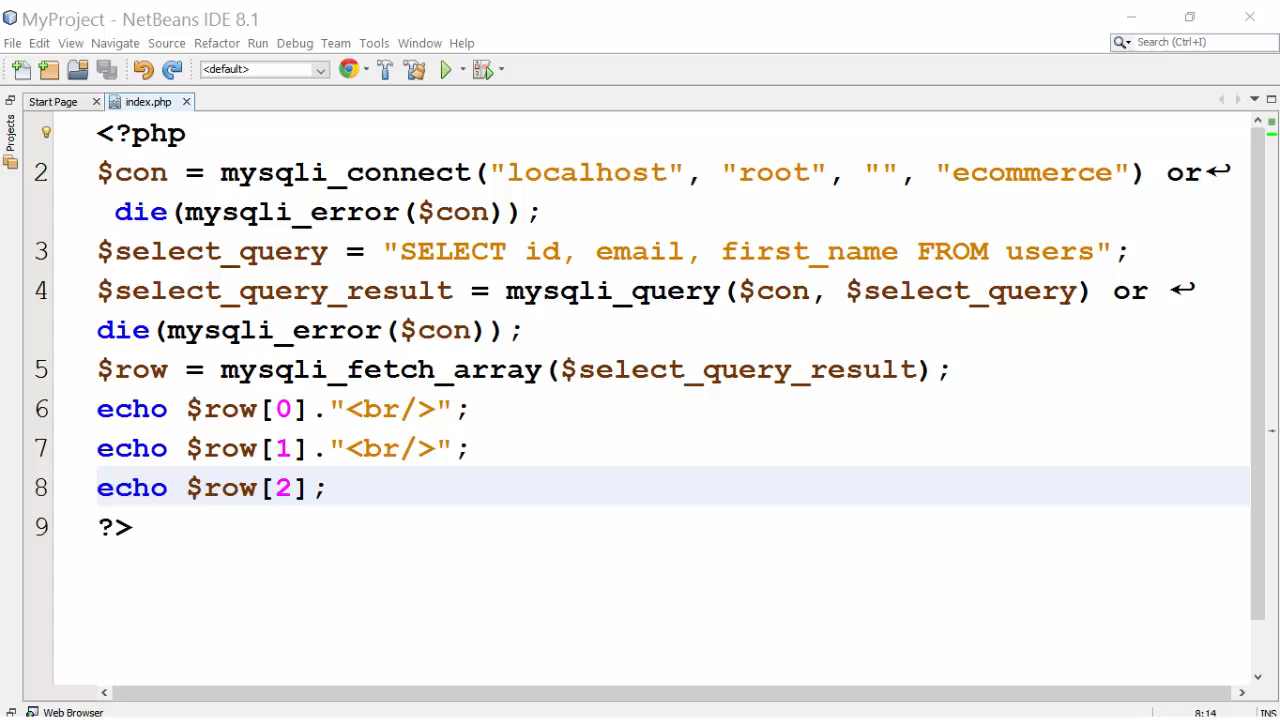 MyProject - NetBeans IDE 8.1
File Edit View Navigate Source Refactor Run Debug Team Tools Window Help
Search (Ctrl+I)
<default>
Start Page index.php
Projects
<?php
2 $con = mysqli_connect("localhost", "root", "", "ecommerce") or
die(mysqli_error($con));
3 $select_query = "SELECT id, email, first_name FROM users";
4 $select_query_result = mysqli_query($con, $select_query) or
die(mysqli_error($con));
5 $row = mysqli_fetch_array($select_query_result);
6 echo $row[0]."<br/>";
7 echo $row[1]."<br/>";
8 echo $row[2];
9 ?>
Web Browser
8:14 INS